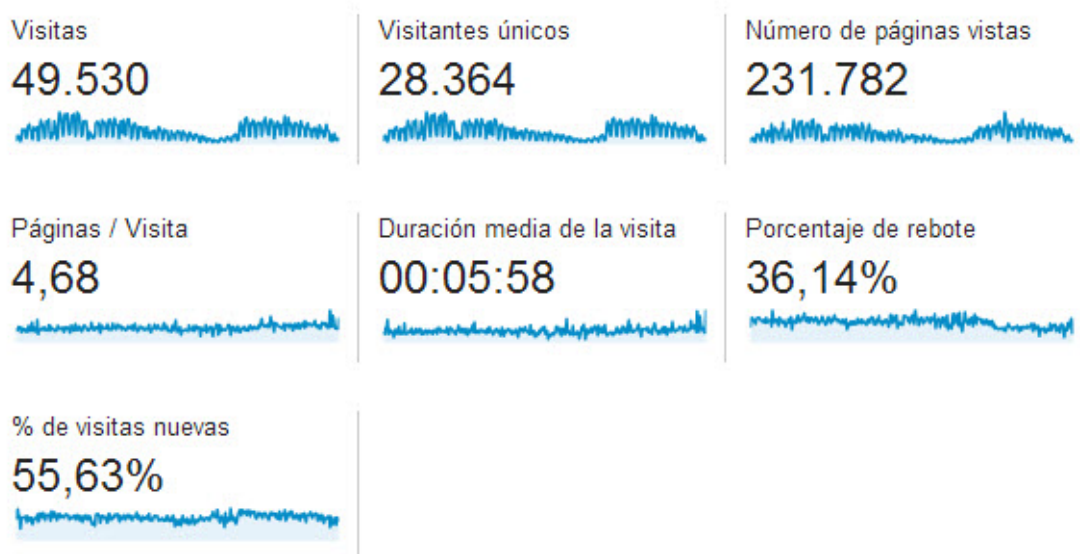 Visitas
49.530
Visitantes únicos
28.364
Número de páginas vistas
231.782
Páginas / Visita
4,68
Duración media de la visita
00:05:58
Porcentaje de rebote
36,14%
% de visitas nuevas
55,63%